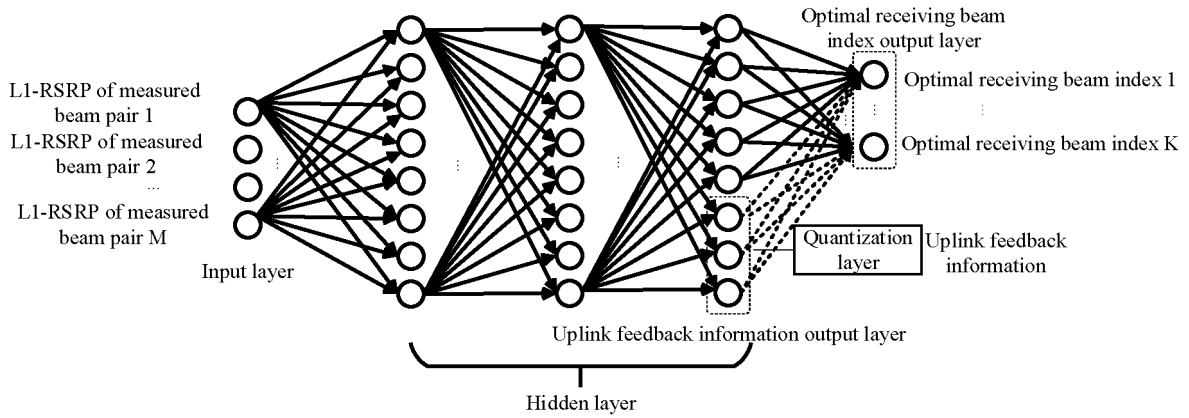 L1-RSRP of measured
beam pair 1
L1-RSRP of measured
beam pair 2
...
L1-RSRP of measured
beam pair M
Input layer
Optimal receiving beam
index output layer
Optimal receiving beam index 1
Optimal receiving beam index K
Quantization
layer
Uplink feedback
information
Uplink feedback information output layer
Hidden layer